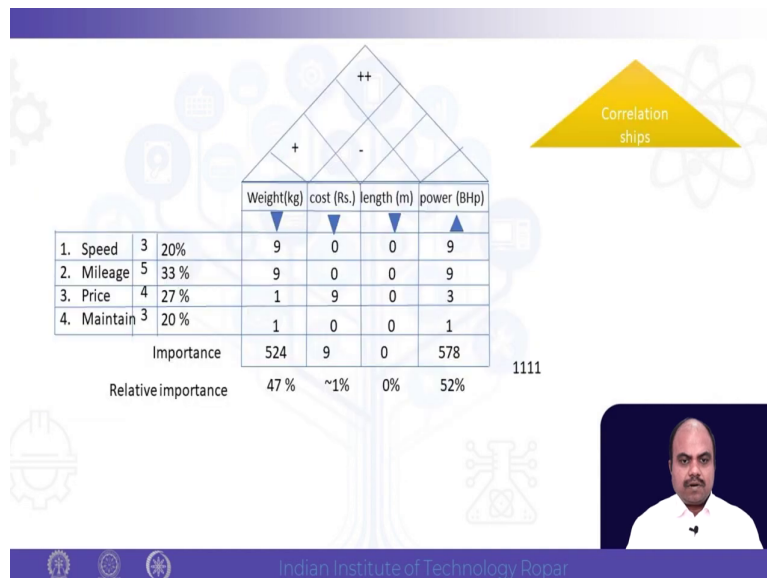 ++
Correlation
ships
+ -
Weight(kg) cost (Rs.) length (m) power (BHp)
1. Speed 3 20% 9 0 0 9
2. Mileage 5 33 % 9 0 0 9
3. Price 4 27 % 1 9 0 3
4. Maintain 3 20 % 1 0 0 1
Importance 524 9 0 578
1111
Relative importance 47 % ~1% 0% 52%
Indian Institute of Technology Ropar